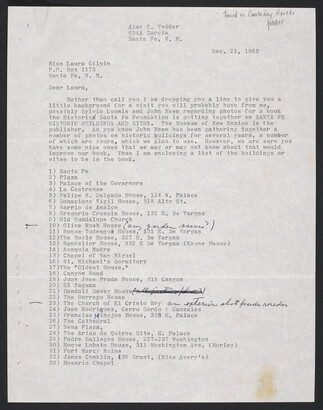 Alan C. Vedder
Garcia
Santa Fe, N. M.
Dec. 21, 1965
Miss Laura Gilpin
P.O. Box 1173
Santa Fe, N. M.
Dear Laura,
Rather than call you I am dropping you a line to give you a
little background for a visit you will probably have from me,
possibly Sylvia Loomis and John Meem regarding photos for a book
the Historic Santa Fe Foundation is putting together on SANTA FE
HISTORIC BUILDINGS AND SITES. The Museum of New Mexico is the
publisher. As you know John Meem has been gathering together a
number of photos on historic buildings for several years, a number
of which are yours, which we plan to use. However, we are sure you
have some nice ones that we may or may not know about that would
improve our book. Thus I am enclosing a list of the buildings or
sites to be in the book.
1) Santa Fe
2) Plaza
3) Palace of the Governors
4) La Castrense
5) Felipe B. Delgado House, 124 W. Palace
6) Donaciano Vigil House, 518 Alto St.
7) Barrio de Analco
8) Gregorio Crespin House, 132 E. De Vargas
9) Old Guadalupe Church
10) Olive Rush House (any garden scenes?)
11) Roque Tudesqui House, E. De Vargas
12) The Boyle House, 327 E. De Vargas
13) Bandelier House, 352 E De Vargas (Kaune House)
14) Acequia Madre
15) Chapel of San Miguel
16) St. Michael's Dormitory
17) The "Oldest House."
18) Canyon Road
19) Juan Jose Prada House, 519 Canyon
20) El Zaguan
21) Randall Davey House
22) The Borrego House
23) The Church of El Cristo Rey an exterior shot
24) Juan Rodriguez, Cerro Gordo & Gonzales
25) Francisca Hinojos House, 355 E. Palace
26) The Cathedral
27) Sena Plaza,
28) The Arias de Quiros Site, E. Palace
29) Padre Gallegos House, 227-237 Washington
30) Roque Lobato House, 311 Washington Ave. (Morley)
31) Fort Marcy Ruins
32) James Conklin, 136 Grant, (Miss Avery's)
33) Rosario Chapel